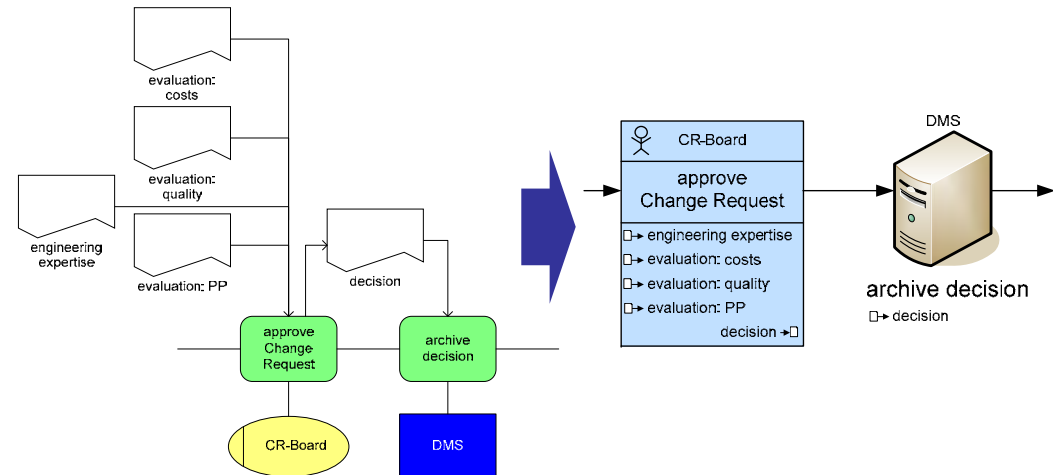 evaluation:
costs
evaluation:
quality
engineering
expertise
evaluation: PP
decision
approve
Change
Request
archive
decision
CR-Board
DMS
CR-Board
approve
Change Request
engineering expertise
evaluation: costs
evaluation: quality
evaluation: PP
decision
DMS
archive decision
decision